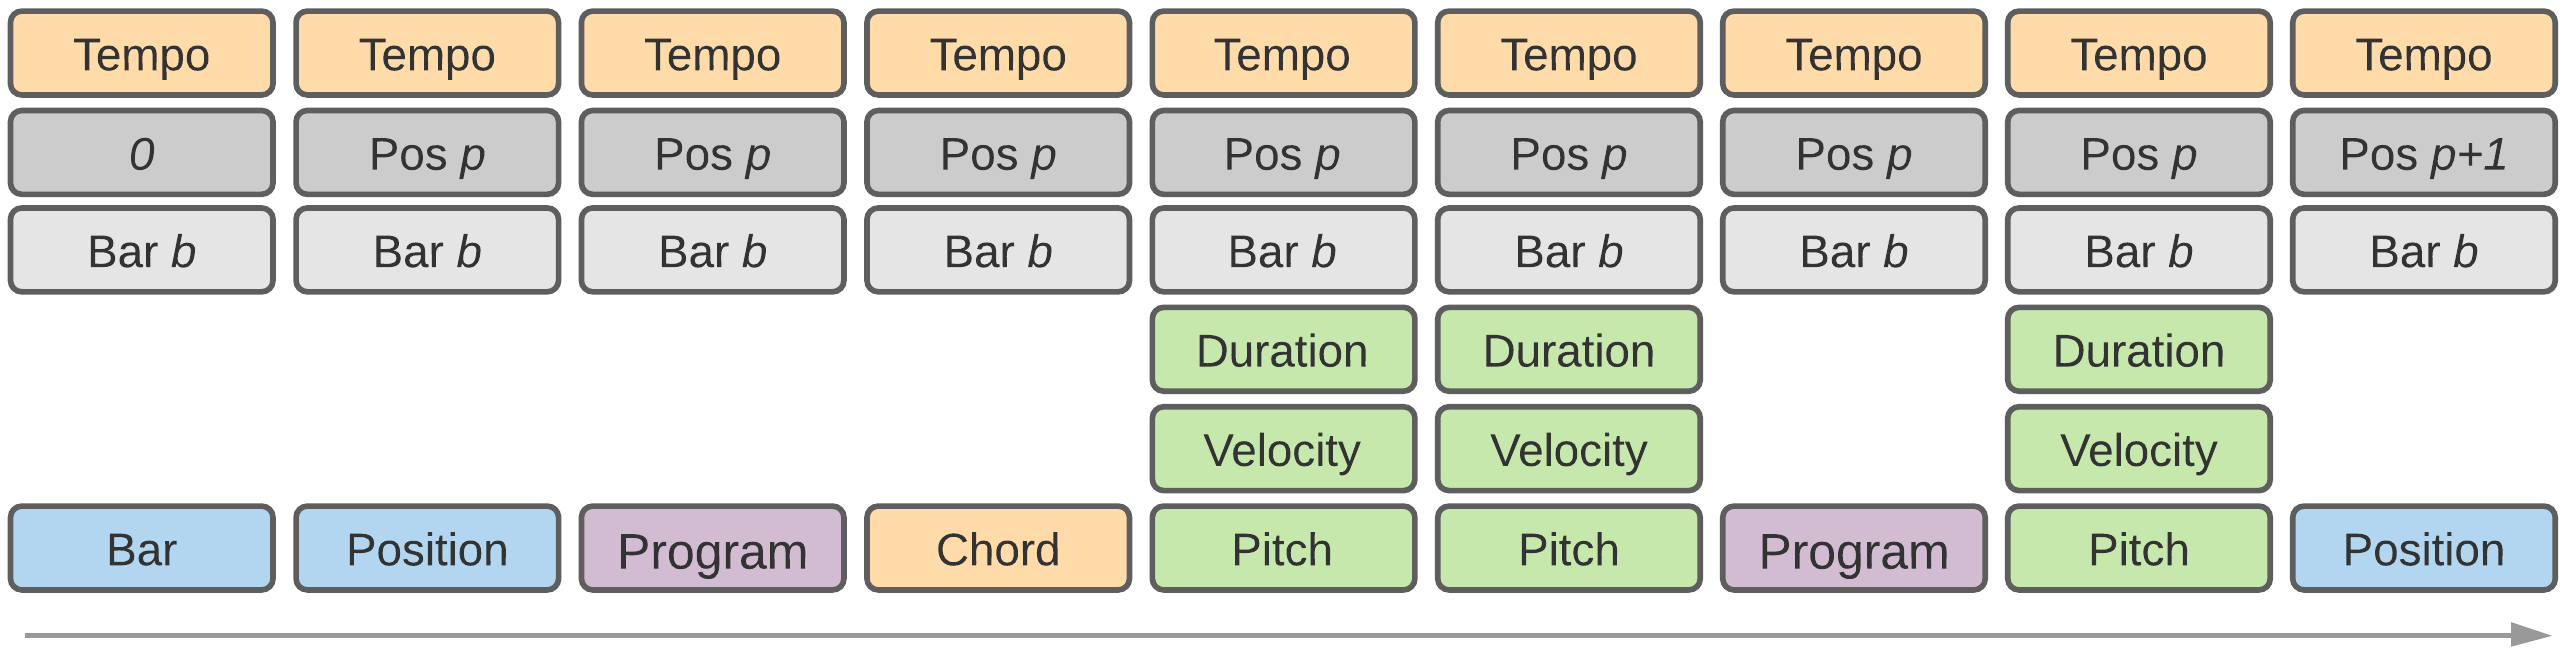 Tempo Tempo Tempo Tempo Tempo Tempo Tempo Tempo Tempo
0 Pos p Pos p Pos p Pos p Pos p Pos p Pos p Pos p+1
Bar b Bar b Bar b Bar b Bar b Bar b Bar b Bar b Bar b
Duration Duration Duration
Velocity Velocity Velocity
Bar Position Program Chord Pitch Pitch Program Pitch Position